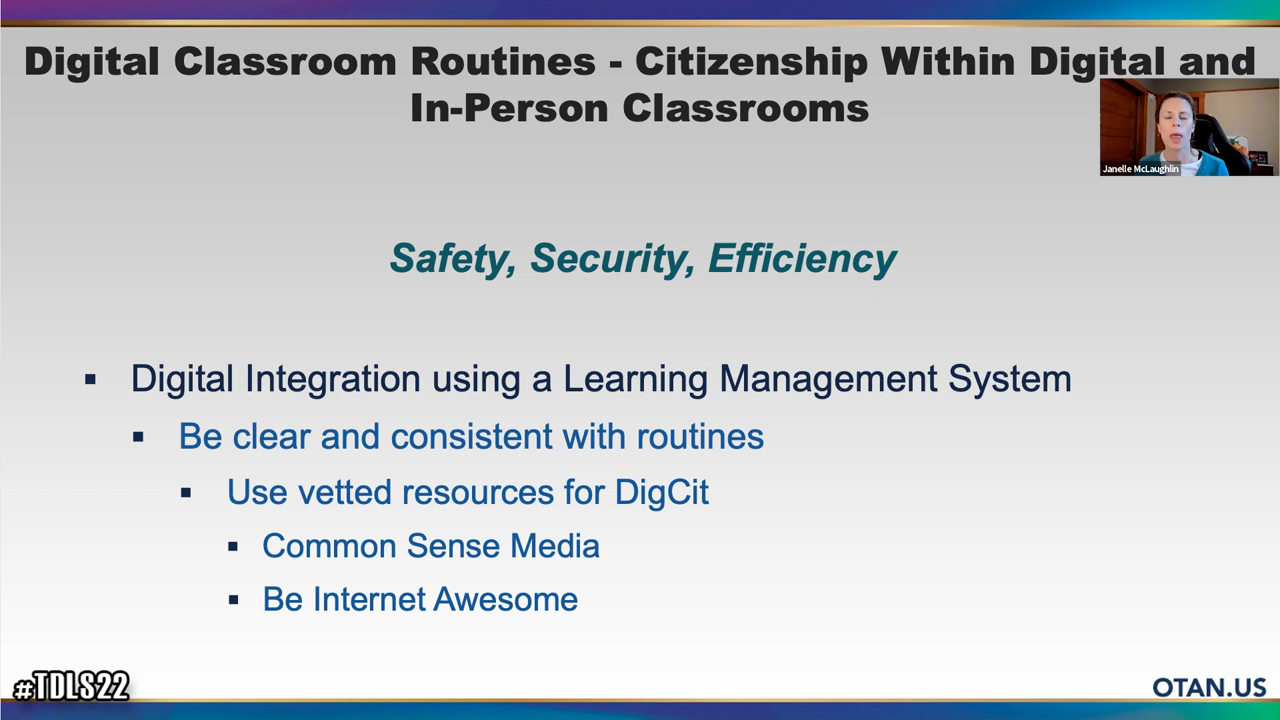 Digital Classroom Routines - Citizenship Within Digital and
In-Person Classrooms
Janelle McLaughlin
Safety, Security, Efficiency
Digital Integration using a Learning Management System
Be clear and consistent with routines
Use vetted resources for DigCit
Common Sense Media
Be Internet Awesome
#TDLS22
OTAN.US